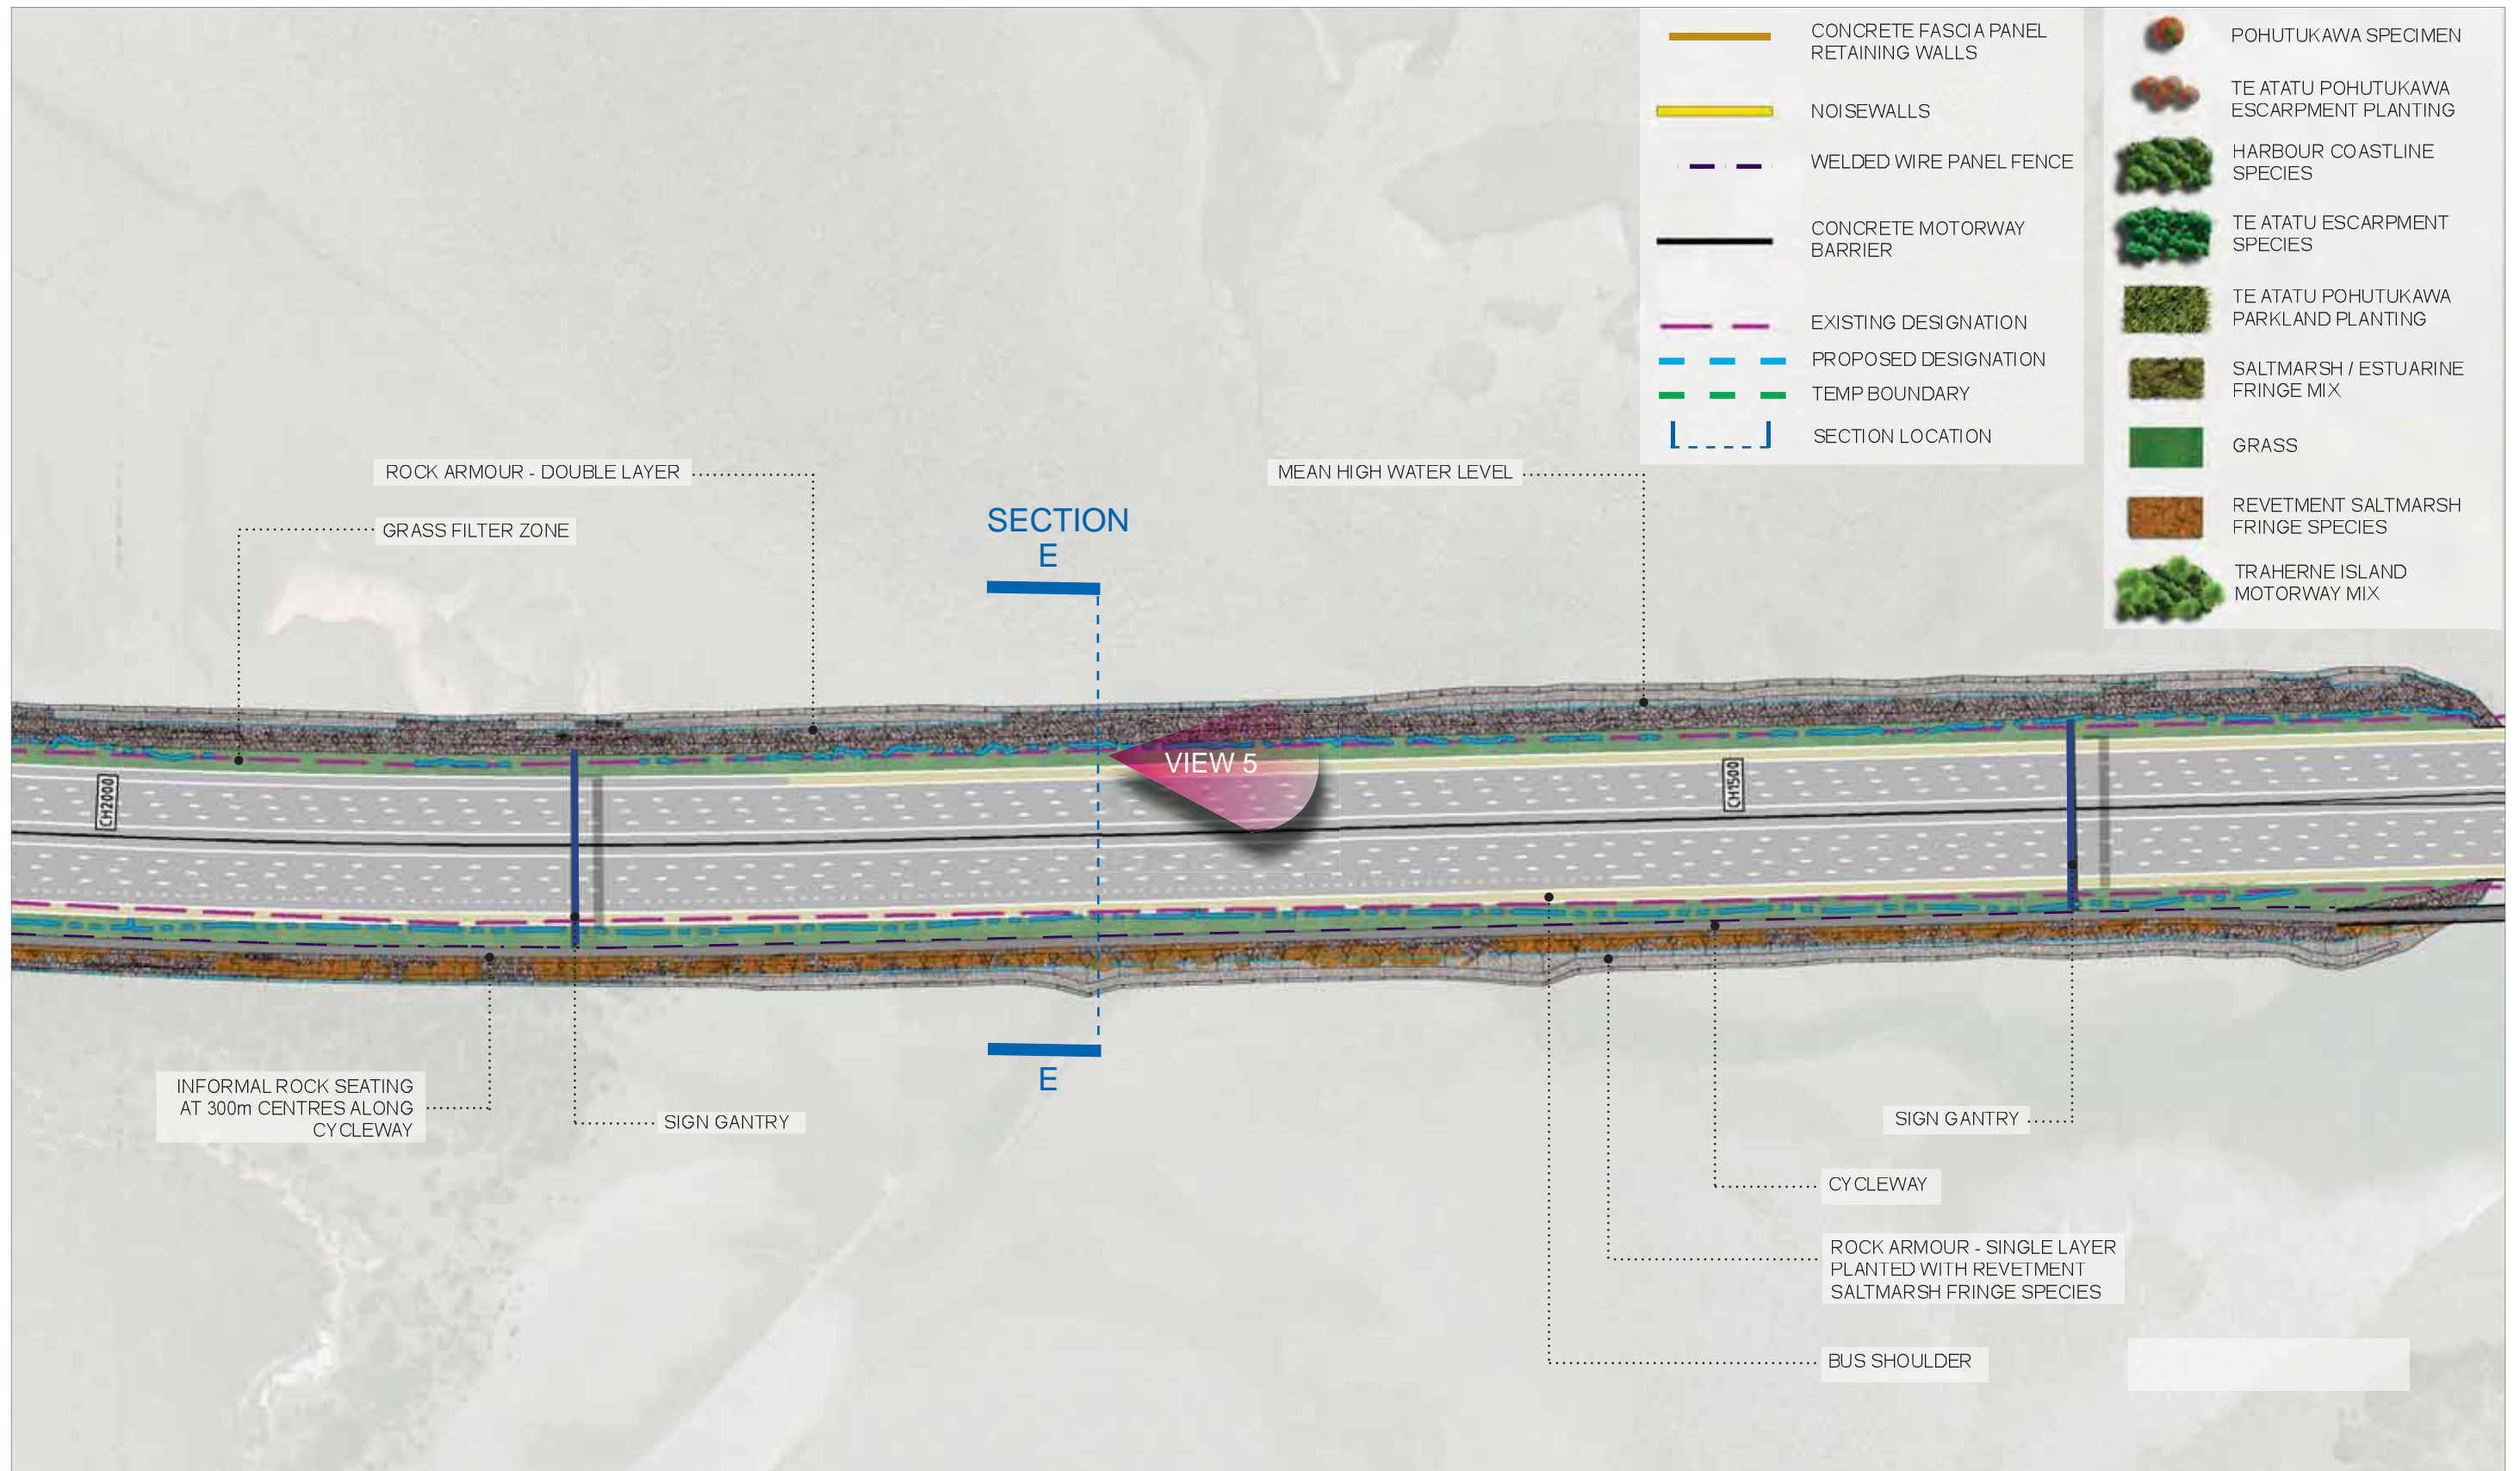 CONCRETE FASCIA PANEL
RETAINING WALLS
NOISEWALLS
WELDED WIRE PANEL FENCE
CONCRETE MOTORWAY
BARRIER
EXISTING DESIGNATION
PROPOSED DESIGNATION
TEMP BOUNDARY
SECTION LOCATION
POHUTUKAWA SPECIMEN
TE ATATU POHUTUKAWA
ESCARPMENT PLANTING
HARBOUR COASTLINE
SPECIES
TE ATATU ESCARPMENT
SPECIES
TE ATATU POHUTUKAWA
PARKLAND PLANTING
SALTMARSH / ESTUARINE
FRINGE MIX
GRASS
REVETMENT SALTMARSH
FRINGE SPECIES
TRAHERNE ISLAND
MOTORWAY MIX
ROCK ARMOUR - DOUBLE LAYER
MEAN HIGH WATER LEVEL
GRASS FILTER ZONE
SECTION
E
VIEW 5
CH2000
CH1500
E
INFORMAL ROCK SEATING
AT 300m CENTRES ALONG
CYCLEWAY
SIGN GANTRY
SIGN GANTRY
CYCLEWAY
ROCK ARMOUR - SINGLE LAYER
PLANTED WITH REVETMENT
SALTMARSH FRINGE SPECIES
BUS SHOULDER